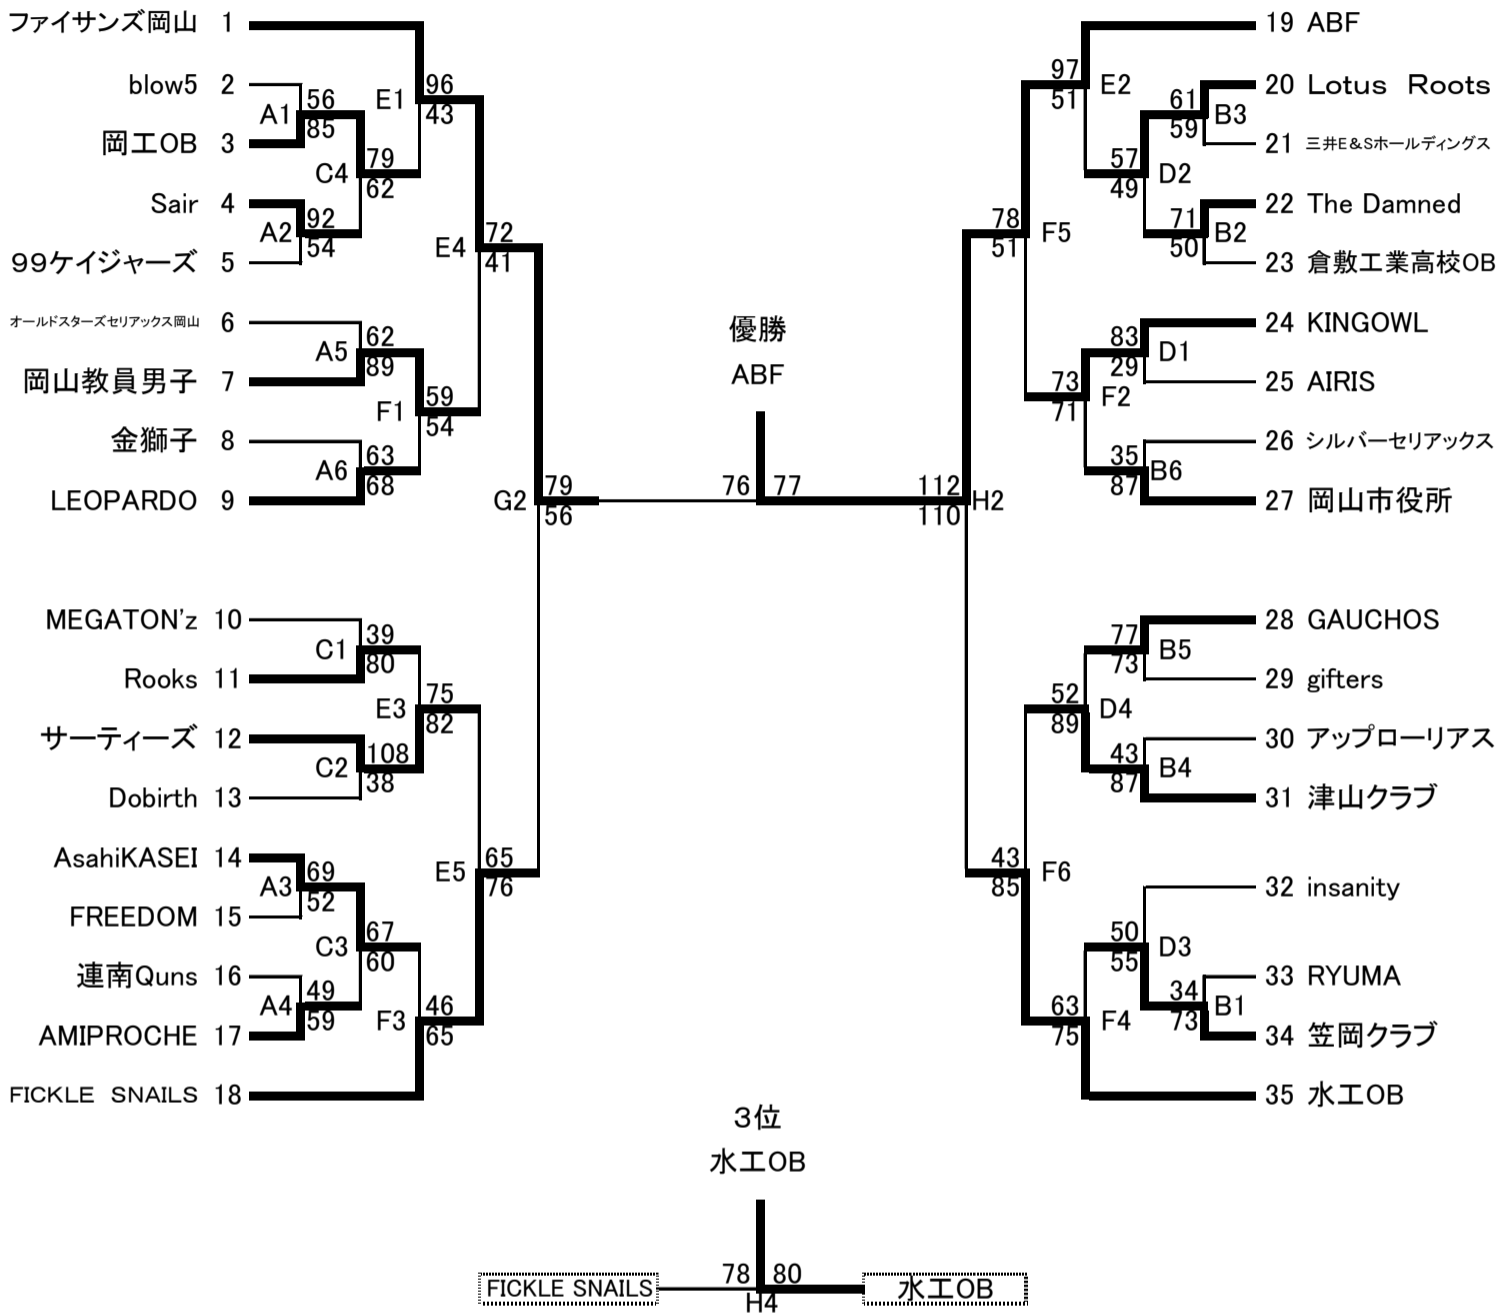 ファイサンズ岡山 1
blow5 2
岡工OB 3
Sair 4
99ケイジャーズ 5
オールドスターズセリアックス岡山 6
岡山教員男子 7
金獅子 8
LEOPARDO 9
MEGATON'z 10
Rooks 11
サーティーズ 12
Dobirth 13
AsahiKASEI 14
FREEDOM 15
連南Quns 16
AMIPROCHE 17
FICKLE SNAILS 18
A1 56
85
A2 92
54
C4 79
62
E1 96
43
A5 62
89
A6 63
68
F1 59
54
E4 72
41
C1 39
80
C2 108
38
E3 75
82
A3 69
52
A4 49
59
C3 67
60
F3 46
65
E5 65
76
G2 79
56
優勝
ABF
76 77
112 H2
110
97 E2
51
61 B3
59
57 D2
49
71 B2
50
78 F5
51
83 D1
29
73 F2
71
35 B6
87
77 B5
73
52 D4
89
43 B4
87
43 F6
85
50 D3
55
34 B1
73
63 F4
75
19 ABF
20 Lotus Roots
21 三井E&Sホールディングス
22 The Damned
23 倉敷工業高校OB
24 KINGOWL
25 AIRIS
26 シルバーセリアックス
27 岡山市役所
28 GAUCHOS
29 gifters
30 アップローリアス
31 津山クラブ
32 insanity
33 RYUMA
34 笠岡クラブ
35 水工OB
3位
水工OB
FICKLE SNAILS 78 80 水工OB
H4